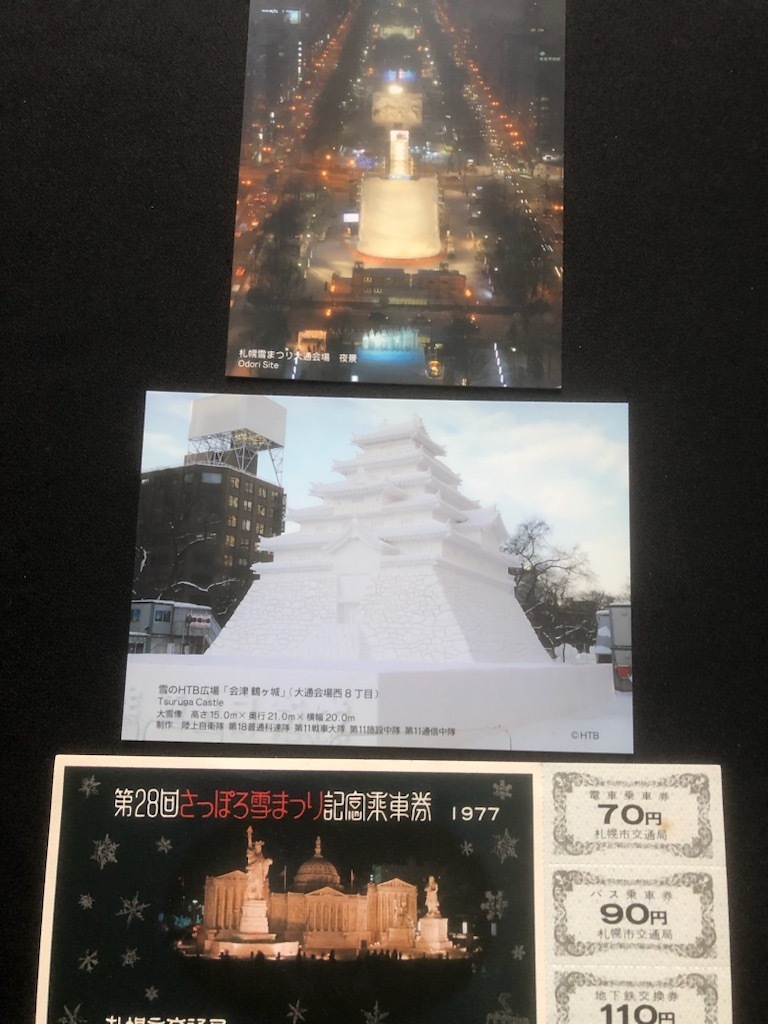 札幌雪まつり大通会場　夜景
Odori Site
雪のHTB広場「会津 鶴ヶ城」(大通会場西8丁目)
Tsuruga Castle
大雪像　高さ15.0m×奥行21.0m×横幅20.0m
制作　陸上自衛隊 第18普通科連隊 第11戦車大隊 第11施設中隊 第11通信中隊
©HTB
第28回さっぽろ雪まつり記念乗車券 1977
電車乗車券
70円
札幌市交通局
バス乗車券
90円
札幌市交通局
地下鉄交換券
110円
札幌市交通局